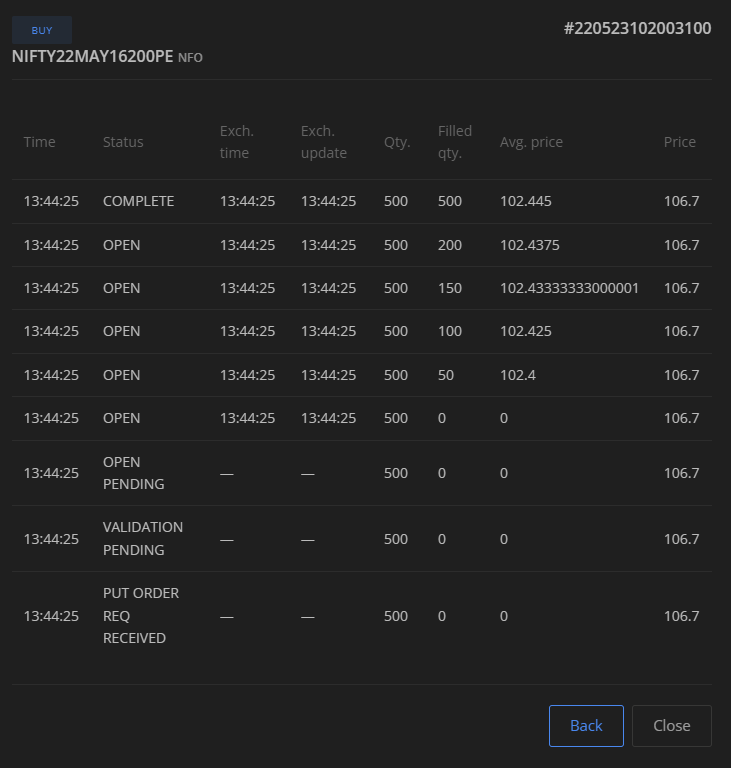 BUY
#220523102003100
NIFTY22MAY16200PE NFO
Time Status Exch. time Exch. update Qty. Filled qty. Avg. price Price
13:44:25 COMPLETE 13:44:25 13:44:25 500 500 102.445 106.7
13:44:25 OPEN 13:44:25 13:44:25 500 200 102.4375 106.7
13:44:25 OPEN 13:44:25 13:44:25 500 150 102.43333333000001 106.7
13:44:25 OPEN 13:44:25 13:44:25 500 100 102.425 106.7
13:44:25 OPEN 13:44:25 13:44:25 500 50 102.4 106.7
13:44:25 OPEN 13:44:25 13:44:25 500 0 0 106.7
13:44:25 OPEN PENDING — — 500 0 0 106.7
13:44:25 VALIDATION PENDING — — 500 0 0 106.7
13:44:25 PUT ORDER REQ RECEIVED — — 500 0 0 106.7
Back Close